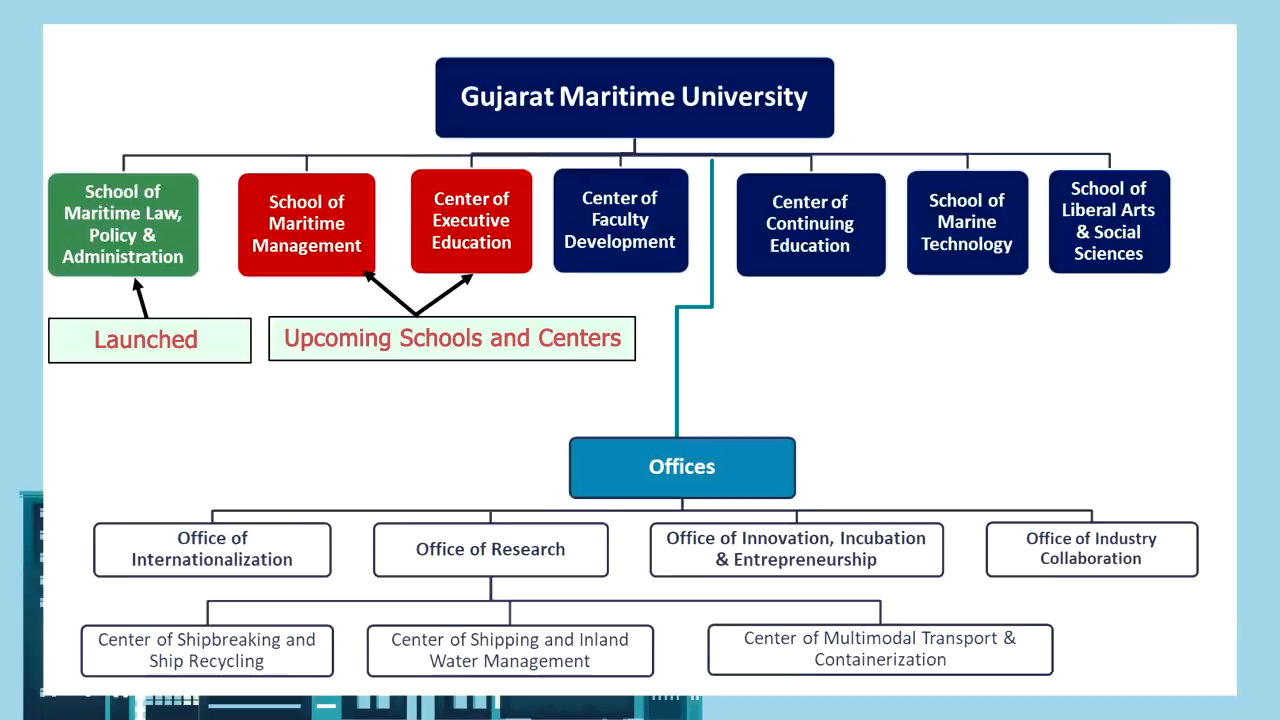 Gujarat Maritime University
School of
Maritime Law,
Policy &
Administration
School of
Maritime
Management
Center of
Executive
Education
Center of
Faculty
Development
Center of
Continuing
Education
School of
Marine
Technology
School of
Liberal Arts
& Social
Sciences
Launched
Upcoming Schools and Centers
Offices
Office of
Internationalization
Office of Research
Office of Innovation, Incubation
& Entrepreneurship
Office of Industry
Collaboration
Center of Shipbreaking and
Ship Recycling
Center of Shipping and Inland
Water Management
Center of Multimodal Transport &
Containerization